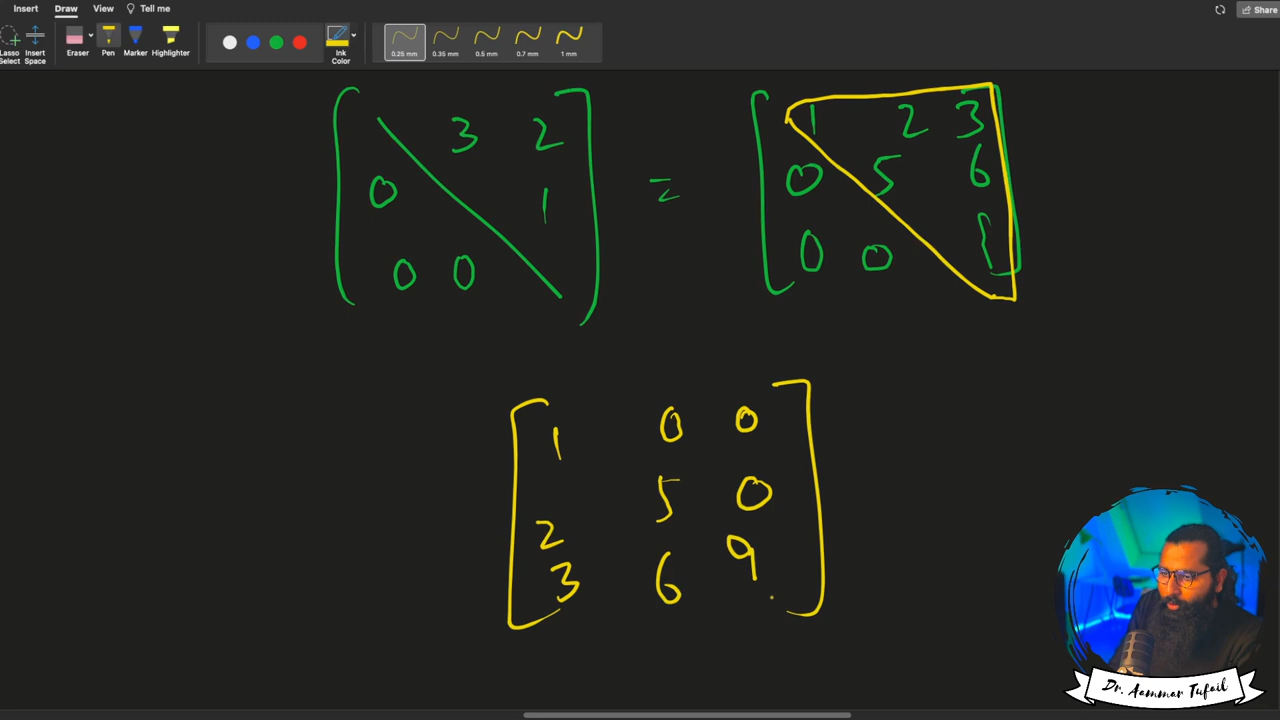 Insert Draw View Tell me Share
Lasso Select Insert Space Eraser Pen Marker Highlighter Ink Color 0.25 mm 0.35 mm 0.5 mm 0.7 mm 1 mm
3 2 1 2 3
0 1 = 0 5 6
0 0 0 0
1 0 0
5 0
2
3 6 9
Dr. Aammar Tufail